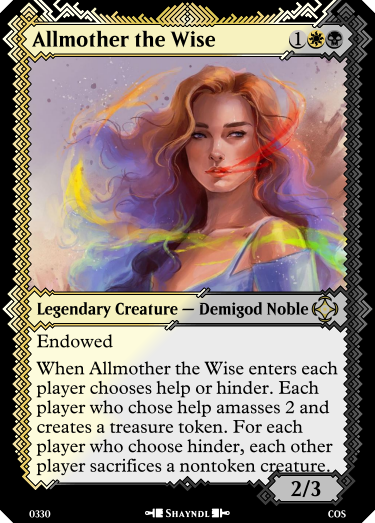 Allmother the Wise 1
Legendary Creature — Demigod Noble
Endowed
When Allmother the Wise enters each
player chooses help or hinder. Each
player who chose help amasses 2 and
creates a treasure token. For each
player who choose hinder, each other
player sacrifices a nontoken creature.
2/3
0330 SHAYNDL COS